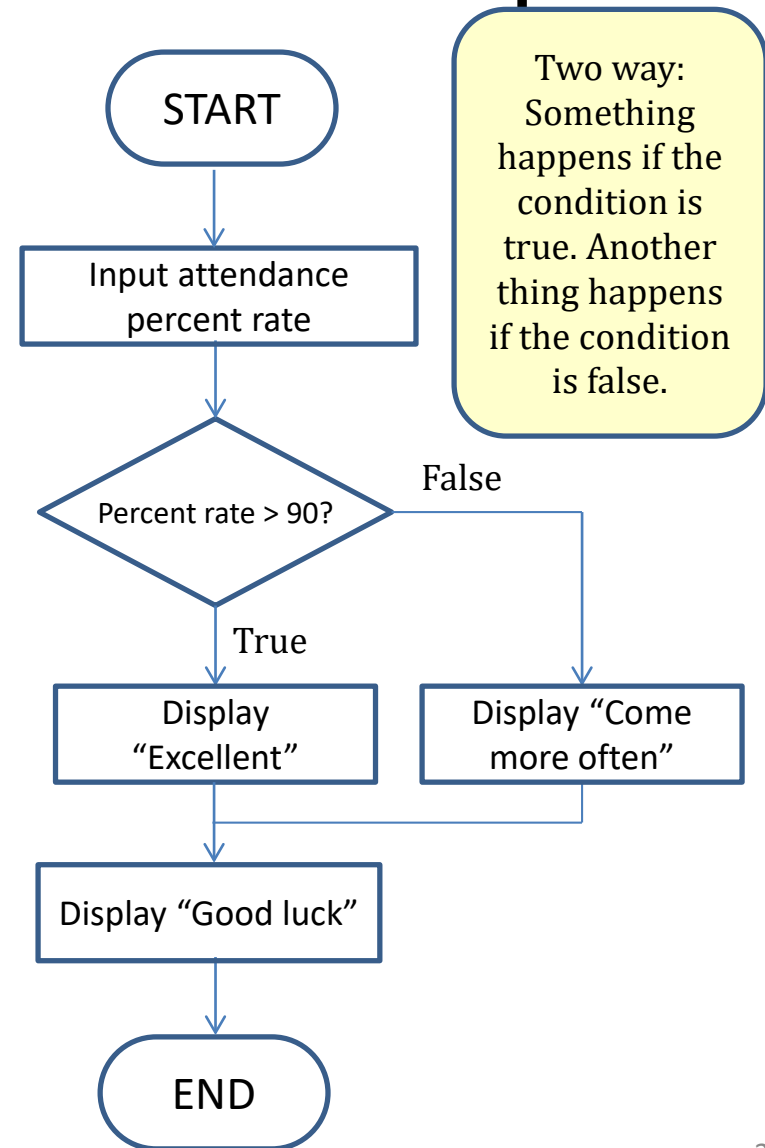 START
Two way:
Something
happens if the
condition is
true. Another
thing happens
if the condition
is false.
Input attendance
percent rate
Percent rate > 90?
False
True
Display
“Excellent”
Display “Come
more often”
Display “Good luck”
END